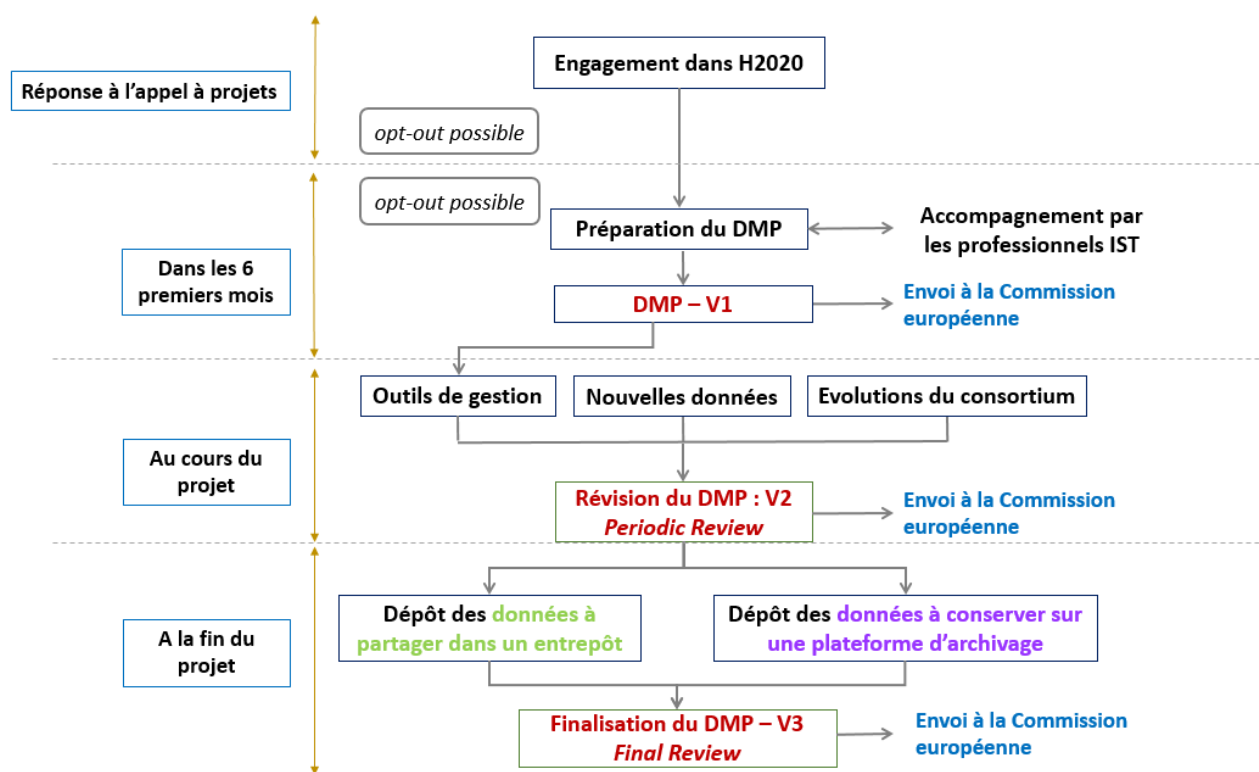 Engagement dans H2020
Réponse à l’appel à projets
opt-out possible
opt-out possible
Préparation du DMP
Accompagnement par
les professionnels IST
Dans les 6
premiers mois
DMP – V1
Envoi à la Commission
européenne
Outils de gestion
Nouvelles données
Evolutions du consortium
Au cours du
projet
Révision du DMP : V2
Periodic Review
Envoi à la Commission
européenne
Dépôt des données à
partager dans un entrepôt
Dépôt des données à conserver sur
une plateforme d’archivage
A la fin du
projet
Finalisation du DMP – V3
Final Review
Envoi à la Commission
européenne